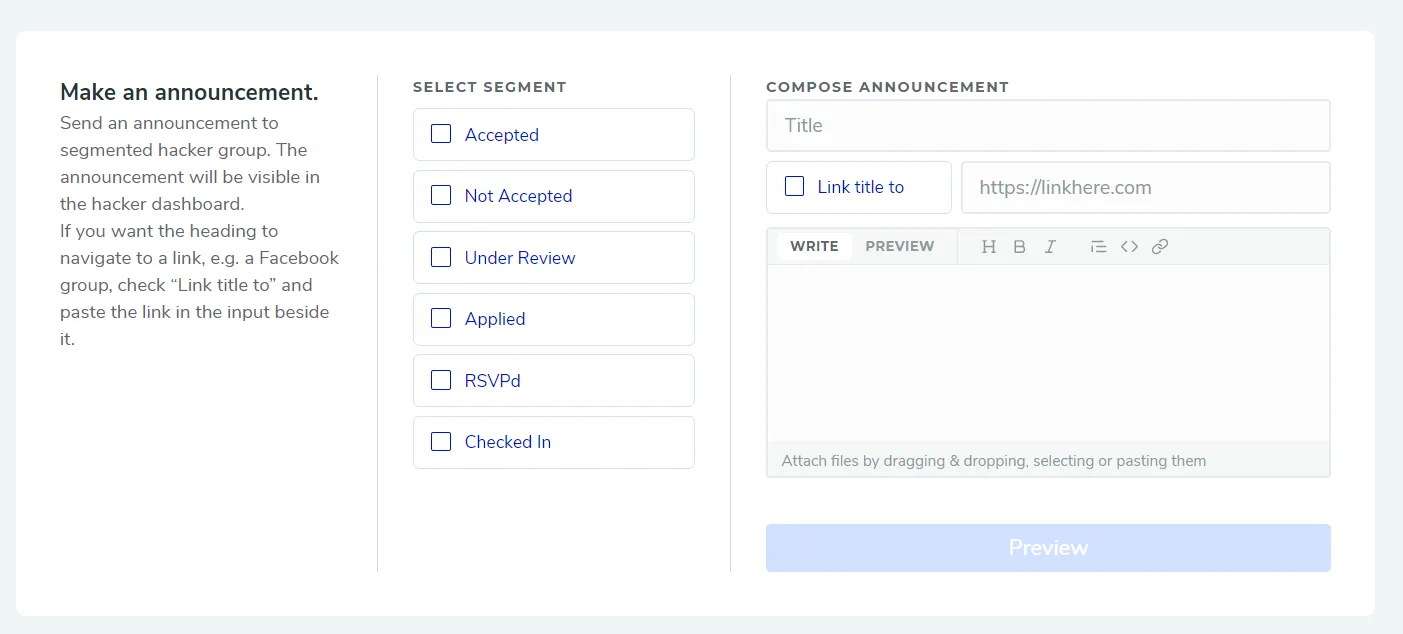 Make an announcement.
Send an announcement to
segmented hacker group. The
announcement will be visible in
the hacker dashboard.
If you want the heading to
navigate to a link, e.g. a Facebook
group, check “Link title to” and
paste the link in the input beside
it.
SELECT SEGMENT
Accepted
Not Accepted
Under Review
Applied
RSVPd
Checked In
COMPOSE ANNOUNCEMENT
Title
Link title to
https://linkhere.com
WRITE PREVIEW H B I
Attach files by dragging & dropping, selecting or pasting them
Preview